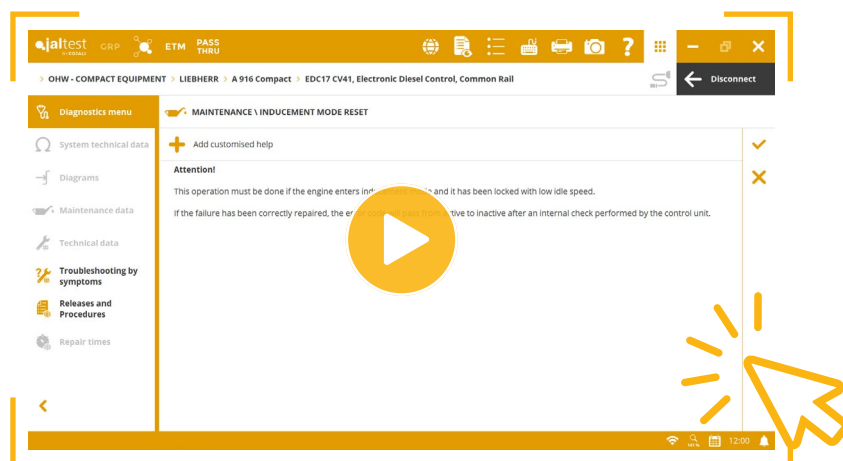 jaltest GRP ETM PASS THRU ?
BY COJALI
> OHW - COMPACT EQUIPMENT > LIEBHERR > A 916 Compact > EDC17 CV41, Electronic Diesel Control, Common Rail
Disconnect
Diagnostics menu
MAINTENANCE \ INDUCEMENT MODE RESET
System technical data
Add customised help
Attention!
Diagrams
This operation must be done if the engine enters and it has been locked with low idle speed.
Maintenance data
If the failure has been correctly repaired, the to inactive after an internal check performed by the control unit.
Technical data
Troubleshooting by
symptoms
Releases and
Procedures
Repair times
12:00